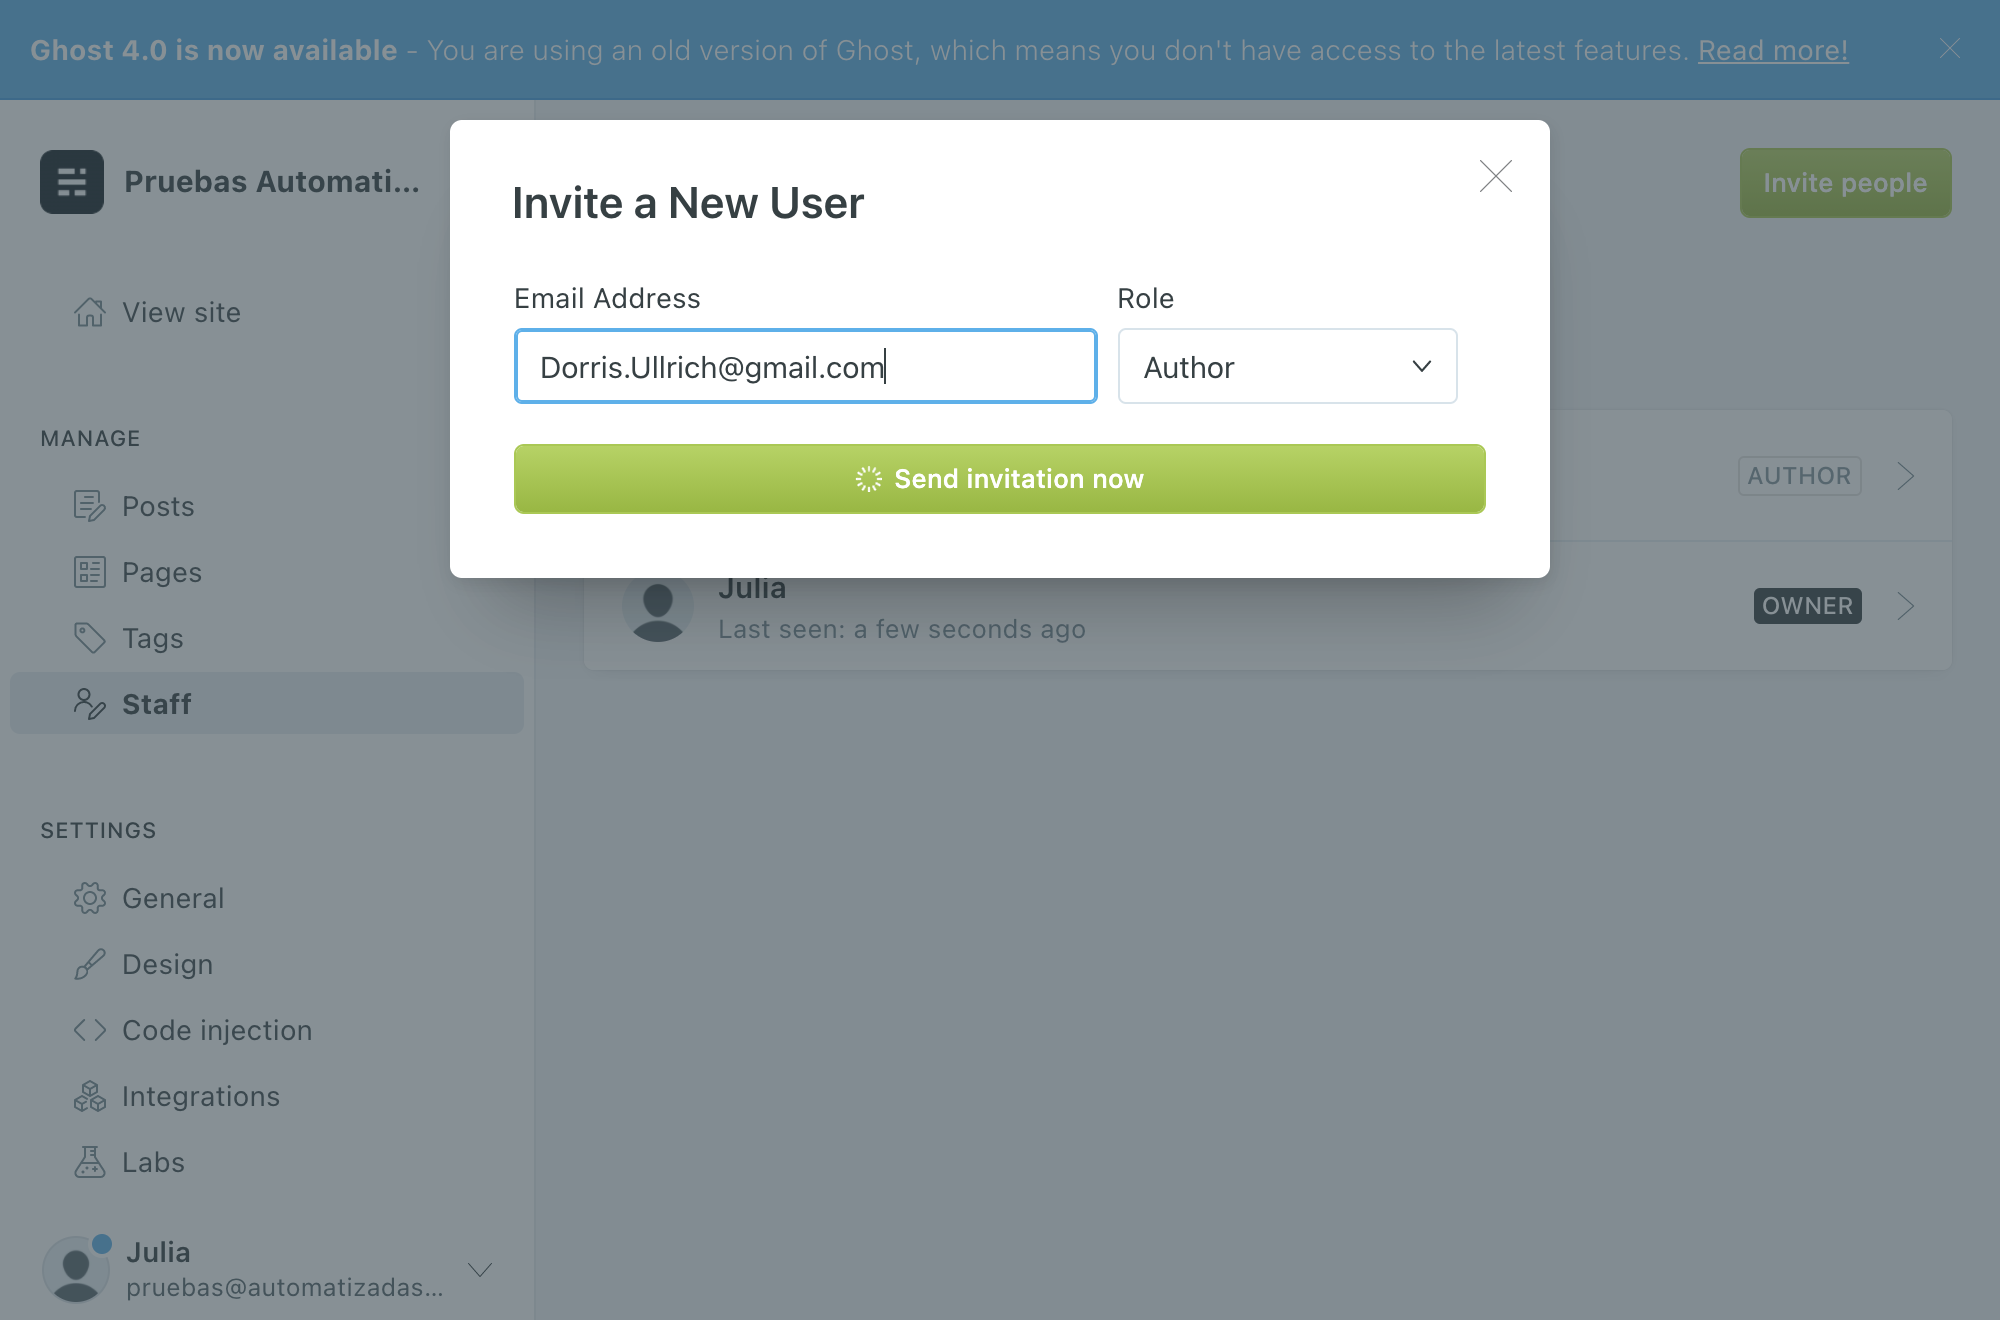 Ghost 4.0 is now available - You are using an old version of Ghost, which means you don't have access to the latest features. Read more!
Pruebas Automati...
Invite people
View site
MANAGE
Posts
Pages
Tags
Staff
SETTINGS
General
Design
Code injection
Integrations
Labs
Julia
pruebas@automatizadas...
Invite a New User
Email Address
Role
Dorris.Ullrich@gmail.com
Author
Send invitation now
AUTHOR
Julia
Last seen: a few seconds ago
OWNER